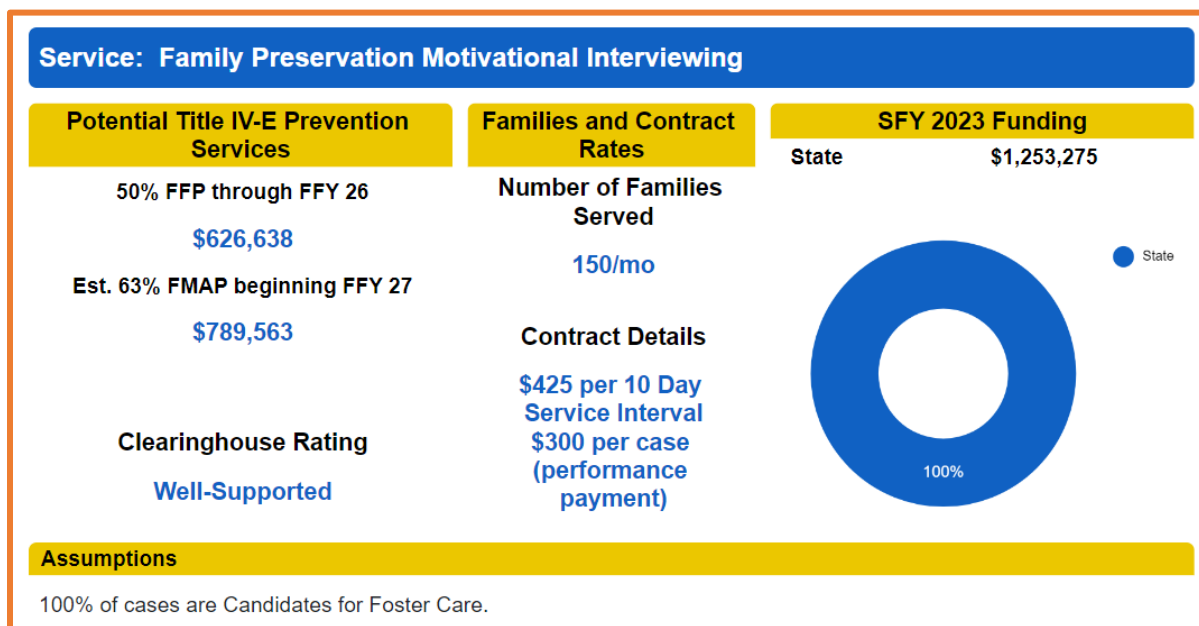 Service: Family Preservation Motivational Interviewing
Potential Title IV-E Prevention
Services
50% FFP through FFY 26
$626,638
Est. 63% FMAP beginning FFY 27
$789,563
Clearinghouse Rating
Well-Supported
Families and Contract
Rates
Number of Families
Served
150/mo
Contract Details
$425 per 10 Day
Service Interval
$300 per case
(performance
payment)
SFY 2023 Funding
State $1,253,275
State
100%
Assumptions
100% of cases are Candidates for Foster Care.